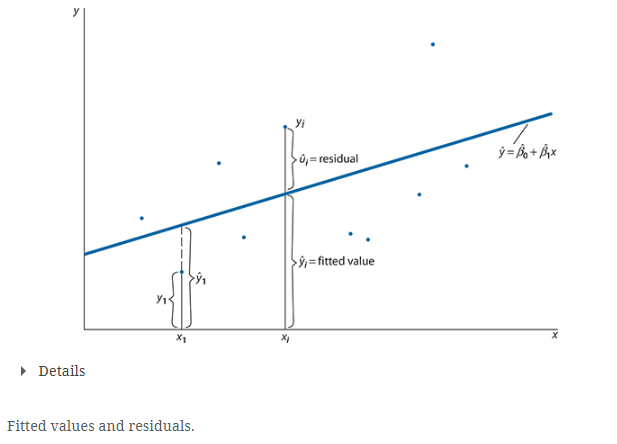 y
yᵢ
ûᵢ = residual
ŷ = β̂₀ + β̂₁x
ŷᵢ = fitted value
ŷ₁
y₁
x₁
xᵢ
x
Details
Fitted values and residuals.